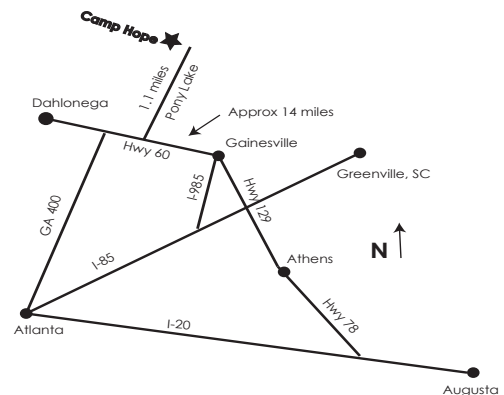 Camp Hope
1.1 miles
Pony Lake
Dahlonega
Approx 14 miles
Hwy 60
Gainesville
Greenville, SC
I-985
Hwy 129
GA 400
N
I-85
Athens
Hwy 78
Atlanta
I-20
Augusta